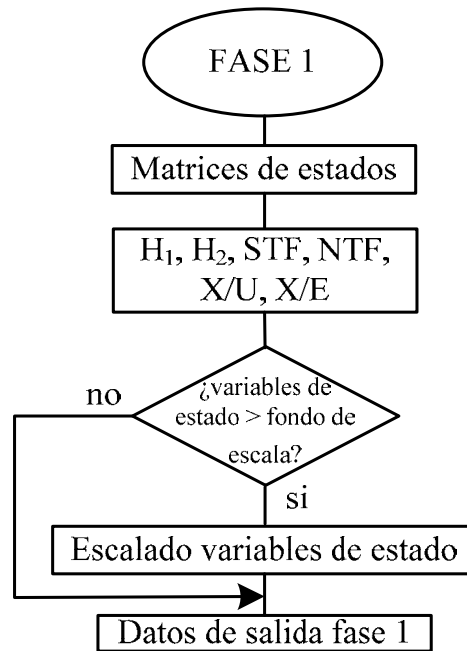 FASE 1
Matrices de estados
H₁, H₂, STF, NTF,
X/U, X/E
¿variables de
estado > fondo de
escala?
no
si
Escalado variables de estado
Datos de salida fase 1